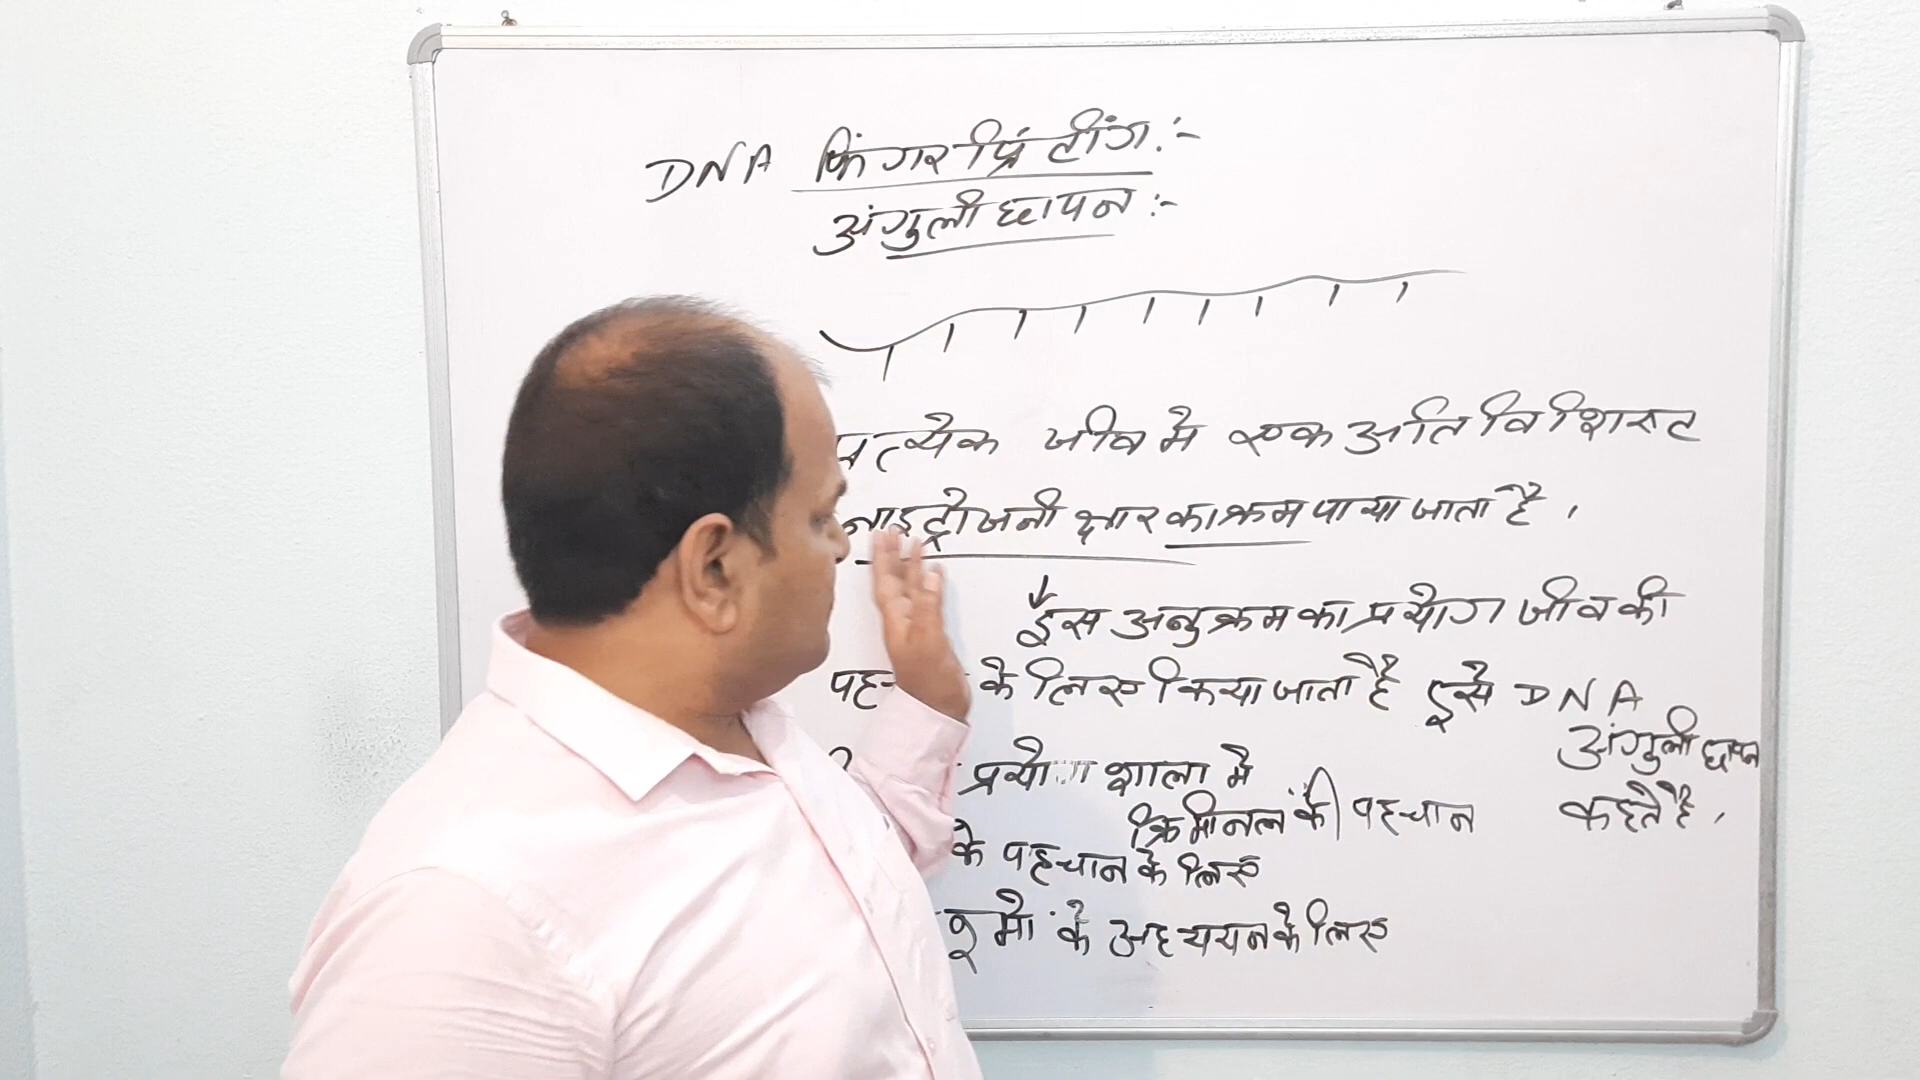 DNA फिंगर प्रिंटींग :-
अंगुली छापन :-
प्रत्येक जीव मे एक अति विशिष्ट
नाइट्रोजनी क्षार का क्रम पाया जाता है ।
इस अनुक्रम का प्रयोग जीव की
के लिए किया जाता है इसे DNA
अंगुली छापन
कहते है ।
प्रयोग शाला मे
क्रिमीनल की पहचान
के पहचान के लिए
के अध्ययन के लिए